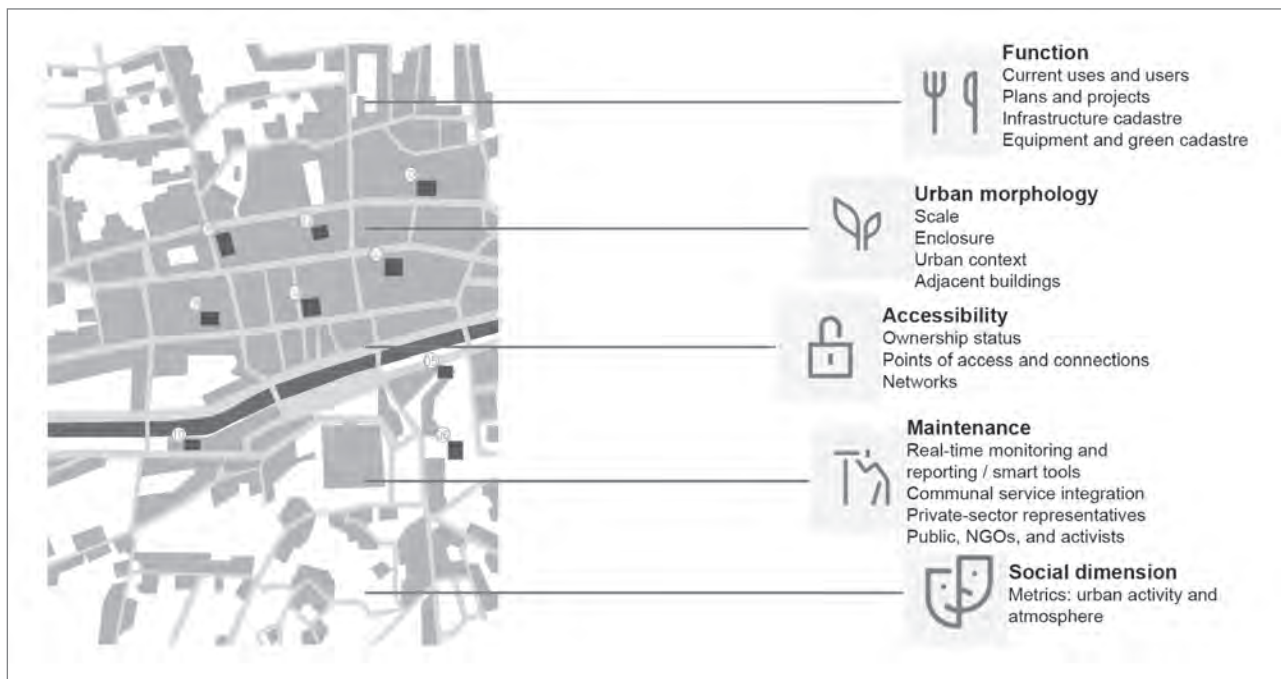 Function
Current uses and users
Plans and projects
Infrastructure cadastre
Equipment and green cadastre
Urban morphology
Scale
Enclosure
Urban context
Adjacent buildings
Accessibility
Ownership status
Points of access and connections
Networks
Maintenance
Real-time monitoring and
reporting / smart tools
Communal service integration
Private-sector representatives
Public, NGOs, and activists
Social dimension
Metrics: urban activity and
atmosphere